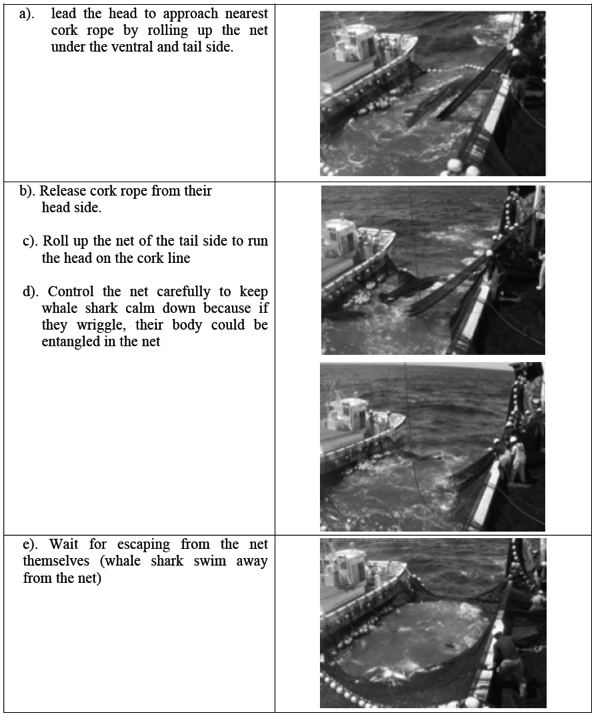 a). lead the head to approach nearest
cork rope by rolling up the net
under the ventral and tail side.
b). Release cork rope from their
head side.
c). Roll up the net of the tail side to run
the head on the cork line
d). Control the net carefully to keep
whale shark calm down because if
they wriggle, their body could be
entangled in the net
e). Wait for escaping from the net
themselves (whale shark swim away
from the net)